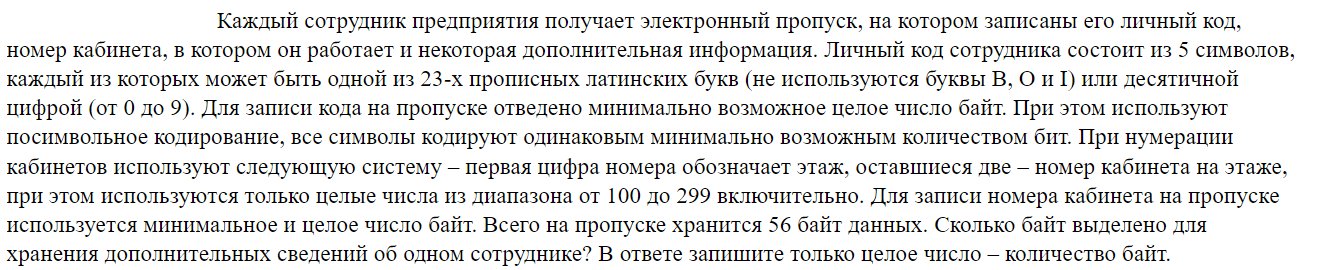 Каждый сотрудник предприятия получает электронный пропуск, на котором записаны его личный код,
номер кабинета, в котором он работает и некоторая дополнительная информация. Личный код сотрудника состоит из 5 символов,
каждый из которых может быть одной из 23-х прописных латинских букв (не используются буквы B, O и I) или десятичной
цифрой (от 0 до 9). Для записи кода на пропуске отведено минимально возможное целое число байт. При этом используют
посимвольное кодирование, все символы кодируют одинаковым минимально возможным количеством бит. При нумерации
кабинетов используют следующую систему – первая цифра номера обозначает этаж, оставшиеся две – номер кабинета на этаже,
при этом используются только целые числа из диапазона от 100 до 299 включительно. Для записи номера кабинета на пропуске
используется минимальное и целое число байт. Всего на пропуске хранится 56 байт данных. Сколько байт выделено для
хранения дополнительных сведений об одном сотруднике? В ответе запишите только целое число – количество байт.